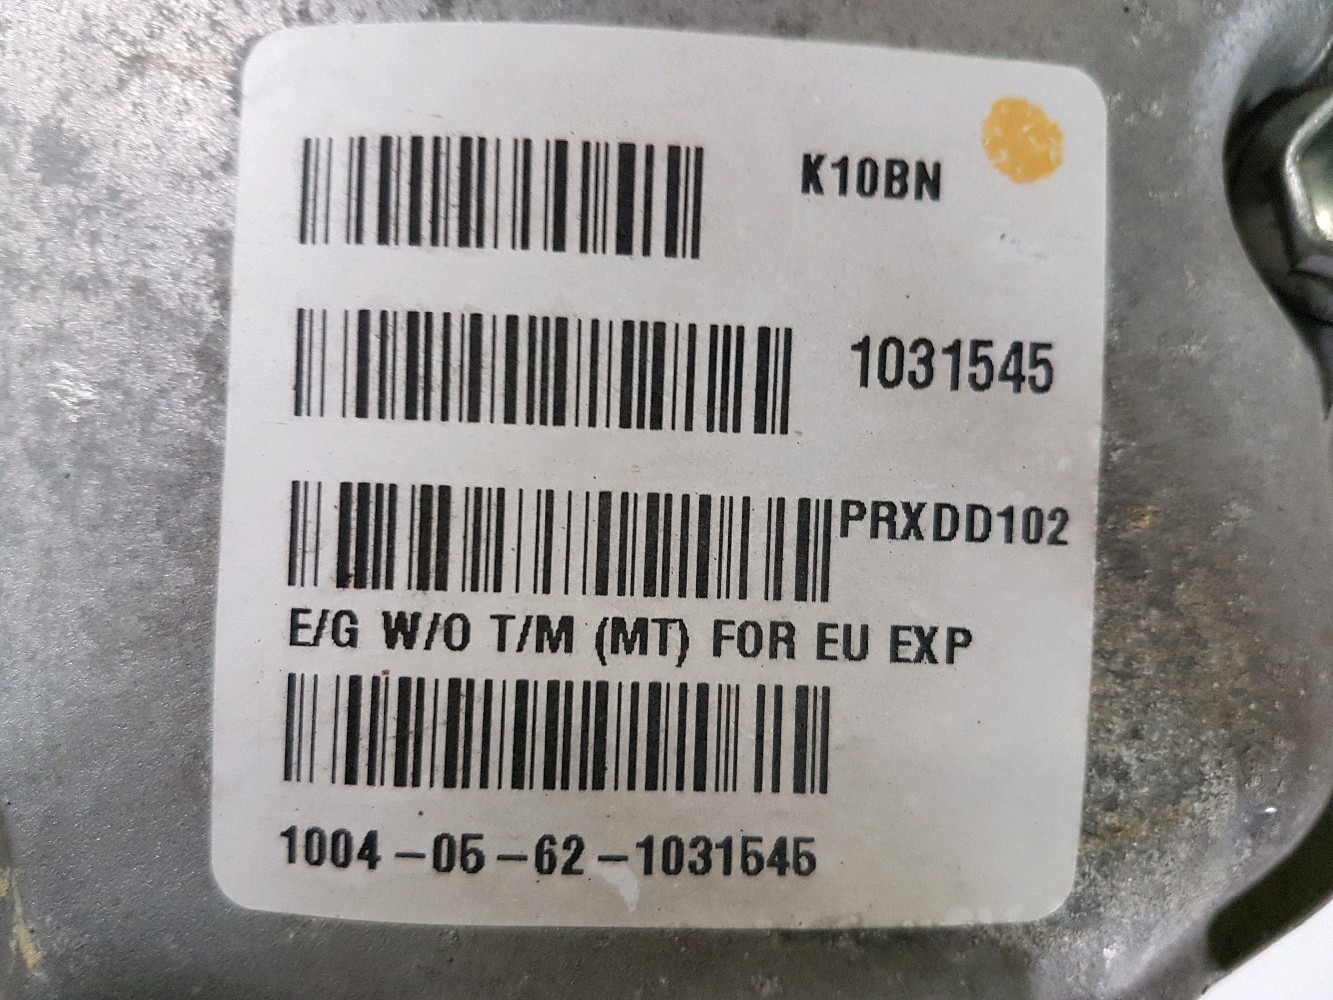 K10BN
1031545
PRXDD102
E/G W/O T/M (MT) FOR EU EXP
1004-05-62-1031545